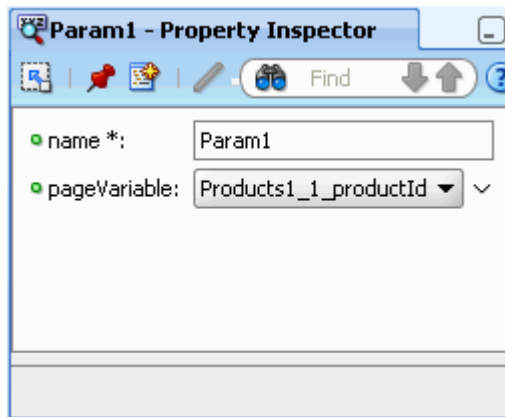 Param1 - Property Inspector
Find
name *:
Param1
pageVariable:
Products1_1_productId